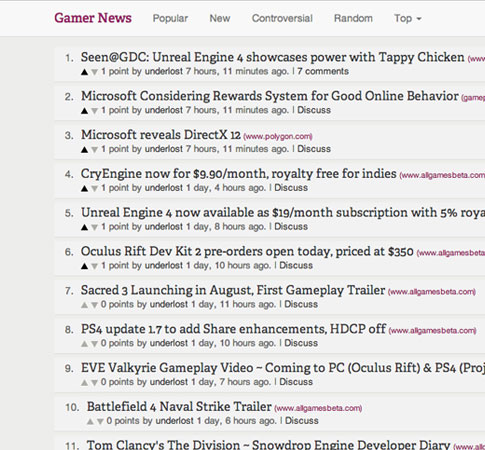 Gamer News Popular New Controversial Random Top
1. Seen@GDC: Unreal Engine 4 showcases power with Tappy Chicken (www
1 point by underlost 7 hours, 11 minutes ago. | 7 comments
2. Microsoft Considering Rewards System for Good Online Behavior (gamep
1 point by underlost 7 hours, 11 minutes ago. | Discuss
3. Microsoft reveals DirectX 12 (www.polygon.com)
1 point by underlost 7 hours, 11 minutes ago. | Discuss
4. CryEngine now for $9.90/month, royalty free for indies (www.allgamesbeta.com
1 point by underlost 1 day, 4 hours ago. | Discuss
5. Unreal Engine 4 now available as $19/month subscription with 5% roya
1 point by underlost 1 day, 8 hours ago. | Discuss
6. Oculus Rift Dev Kit 2 pre-orders open today, priced at $350 (www.allgamesbeta.com
1 point by underlost 1 day, 10 hours ago. | Discuss
7. Sacred 3 Launching in August, First Gameplay Trailer (www.allgamesbeta.com)
0 points by underlost 1 day, 11 hours ago. | Discuss
8. PS4 update 1.7 to add Share enhancements, HDCP off (www.allgamesbeta.com)
0 points by underlost 1 day, 10 hours ago. | Discuss
9. EVE Valkyrie Gameplay Video ~ Coming to PC (Oculus Rift) & PS4 (Proj
0 points by underlost 1 day, 7 hours ago. | Discuss
10. Battlefield 4 Naval Strike Trailer (www.allgamesbeta.com)
0 points by underlost 1 day, 6 hours ago. | Discuss
11. Tom Clancy's The Division ~ Snowdrop Engine Developer Diary (www.allgamesbeta